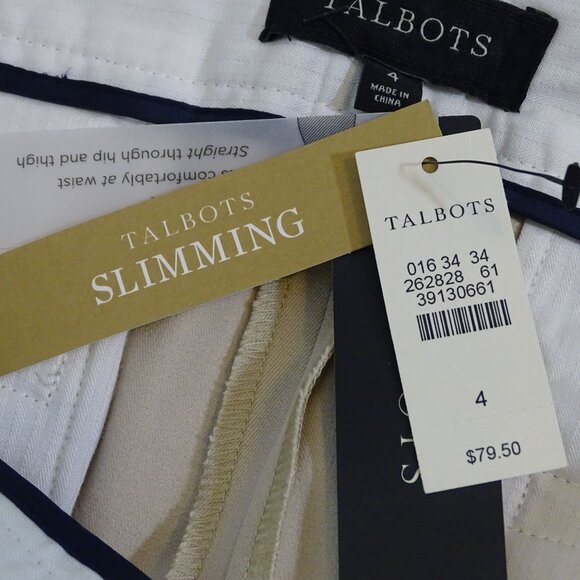 TALBOTS
4
MADE IN
CHINA
comfortably at waist
Straight through hip and thigh
TALBOTS
SLIMMING
TALBOTS
016 34 34
262828 61
39130661
4
$79.50